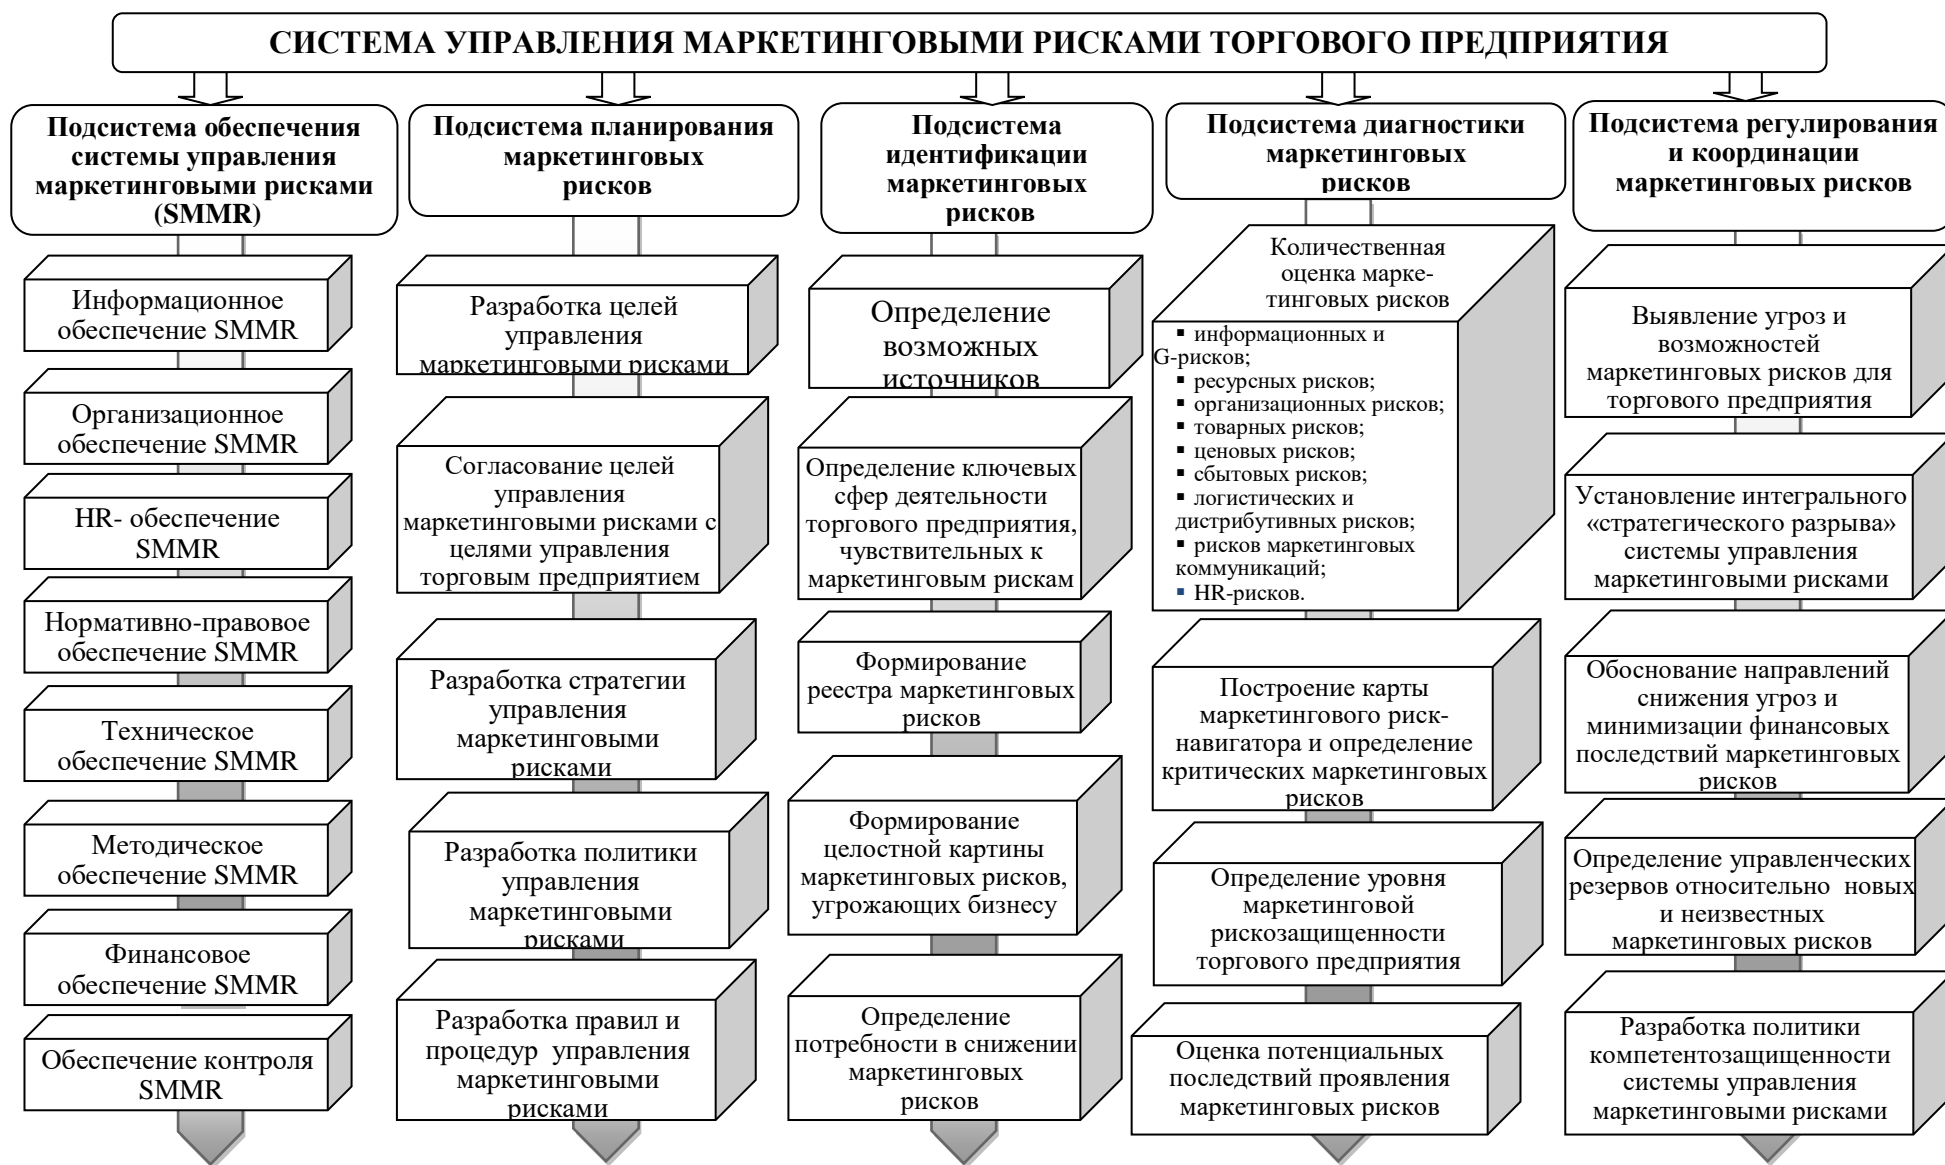 СИСТЕМА УПРАВЛЕНИЯ МАРКЕТИНГОВЫМИ РИСКАМИ ТОРГОВОГО ПРЕДПРИЯТИЯ
Подсистема обеспечения
системы управления
маркетинговыми рисками
(SMMR)
Информационное
обеспечение SMMR
Организационное
обеспечение SMMR
HR- обеспечение
SMMR
Нормативно-правовое
обеспечение SMMR
Техническое
обеспечение SMMR
Методическое
обеспечение SMMR
Финансовое
обеспечение SMMR
Обеспечение контроля
SMMR
Подсистема планирования
маркетинговых
рисков
Разработка целей
управления
маркетинговыми рисками
Согласование целей
управления
маркетинговыми рисками с
целями управления
торговым предприятием
Разработка стратегии
управления
маркетинговыми
рисками
Разработка политики
управления
маркетинговыми
рисками
Разработка правил и
процедур управления
маркетинговыми
рисками
Подсистема
идентификации
маркетинговых
рисков
Определение
возможных
источников
Определение ключевых
сфер деятельности
торгового предприятия,
чувствительных к
маркетинговым рискам
Формирование
реестра маркетинговых
рисков
Формирование
целостной картины
маркетинговых рисков,
угрожающих бизнесу
Определение
потребности в снижении
маркетинговых
рисков
Подсистема диагностики
маркетинговых
рисков
Количественная
оценка марке-
тинговых рисков
▪ информационных и
G-рисков;
▪ ресурсных рисков;
▪ организационных рисков;
▪ товарных рисков;
▪ ценовых рисков;
▪ сбытовых рисков;
▪ логистических и
дистрибутивных рисков;
▪ рисков маркетинговых
коммуникаций;
▪ HR-рисков.
Построение карты
маркетингового риск-
навигатора и определение
критических маркетинговых
рисков
Определение уровня
маркетинговой
рискозащищенности
торгового предприятия
Оценка потенциальных
последствий проявления
маркетинговых рисков
Подсистема регулирования
и координации
маркетинговых рисков
Выявление угроз и
возможностей
маркетинговых рисков для
торгового предприятия
Установление интегрального
«стратегического разрыва»
системы управления
маркетинговыми рисками
Обоснование направлений
снижения угроз и
минимизации финансовых
последствий маркетинговых
рисков
Определение управленческих
резервов относительно новых
и неизвестных
маркетинговых рисков
Разработка политики
компетентозащищенности
системы управления
маркетинговыми рисками